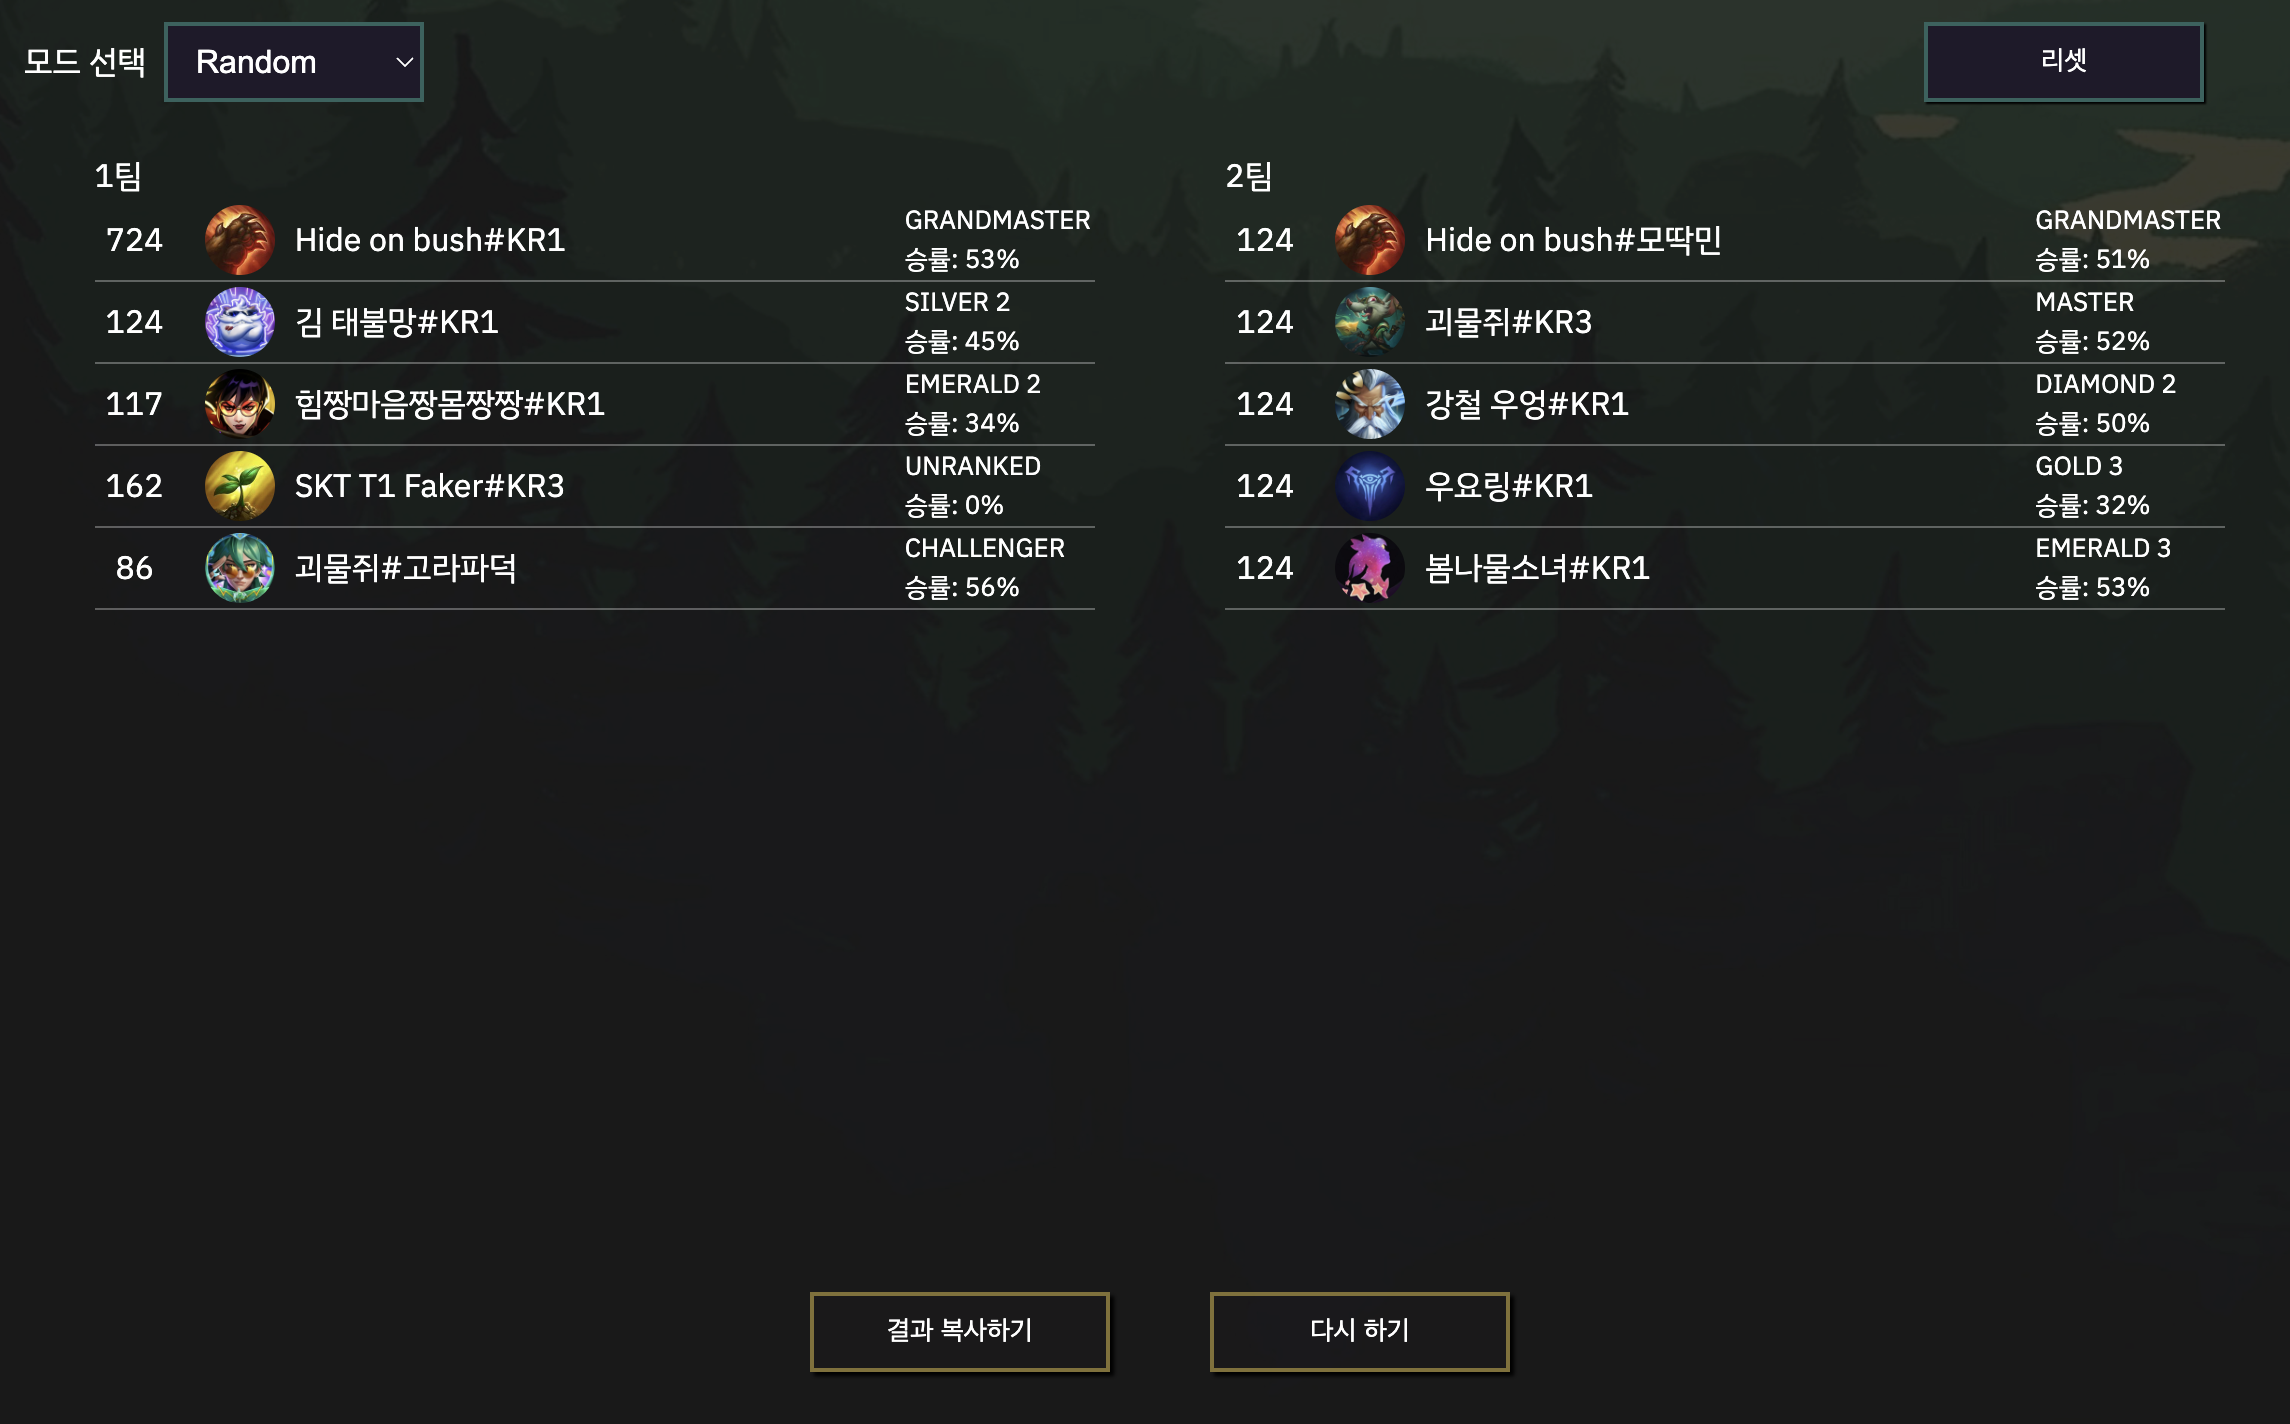 모드 선택 Random 리셋
1팀
724 Hide on bush#KR1 GRANDMASTER
승률: 53%
124 김 태불망#KR1 SILVER 2
승률: 45%
117 힘짱마음짱몸짱짱#KR1 EMERALD 2
승률: 34%
162 SKT T1 Faker#KR3 UNRANKED
승률: 0%
86 괴물쥐#고라파덕 CHALLENGER
승률: 56%
2팀
124 Hide on bush#모딱민 GRANDMASTER
승률: 51%
124 괴물쥐#KR3 MASTER
승률: 52%
124 강철 우엉#KR1 DIAMOND 2
승률: 50%
124 우요링#KR1 GOLD 3
승률: 32%
124 봄나물소녀#KR1 EMERALD 3
승률: 53%
결과 복사하기 다시 하기